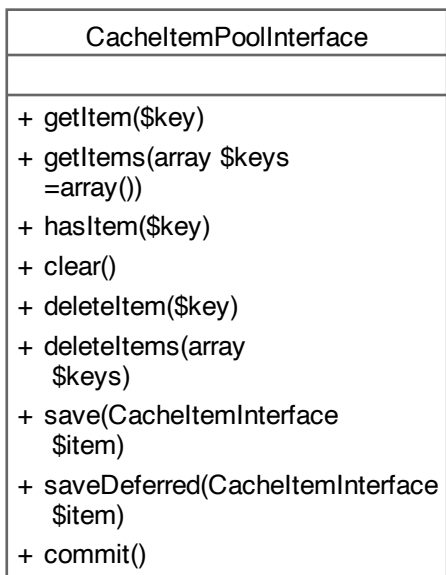 CacheItemPoolInterface
+ getItem($key)
+ getItems(array $keys
=array())
+ hasItem($key)
+ clear()
+ deleteItem($key)
+ deleteItems(array
$keys)
+ save(CacheItemInterface
$item)
+ saveDeferred(CacheItemInterface
$item)
+ commit()